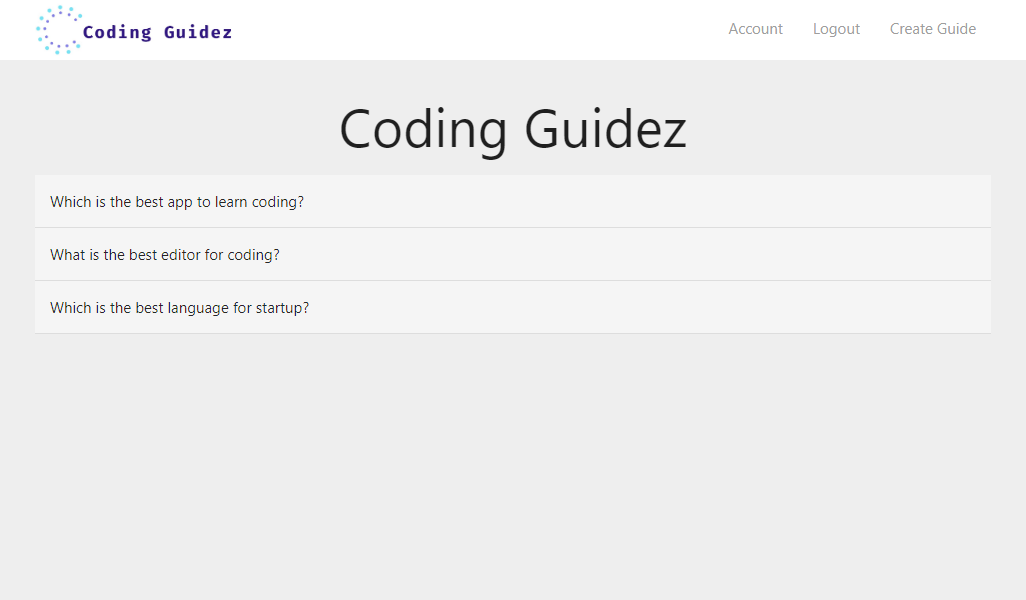 Coding Guidez
Account
Logout
Create Guide
Coding Guidez
Which is the best app to learn coding?
What is the best editor for coding?
Which is the best language for startup?